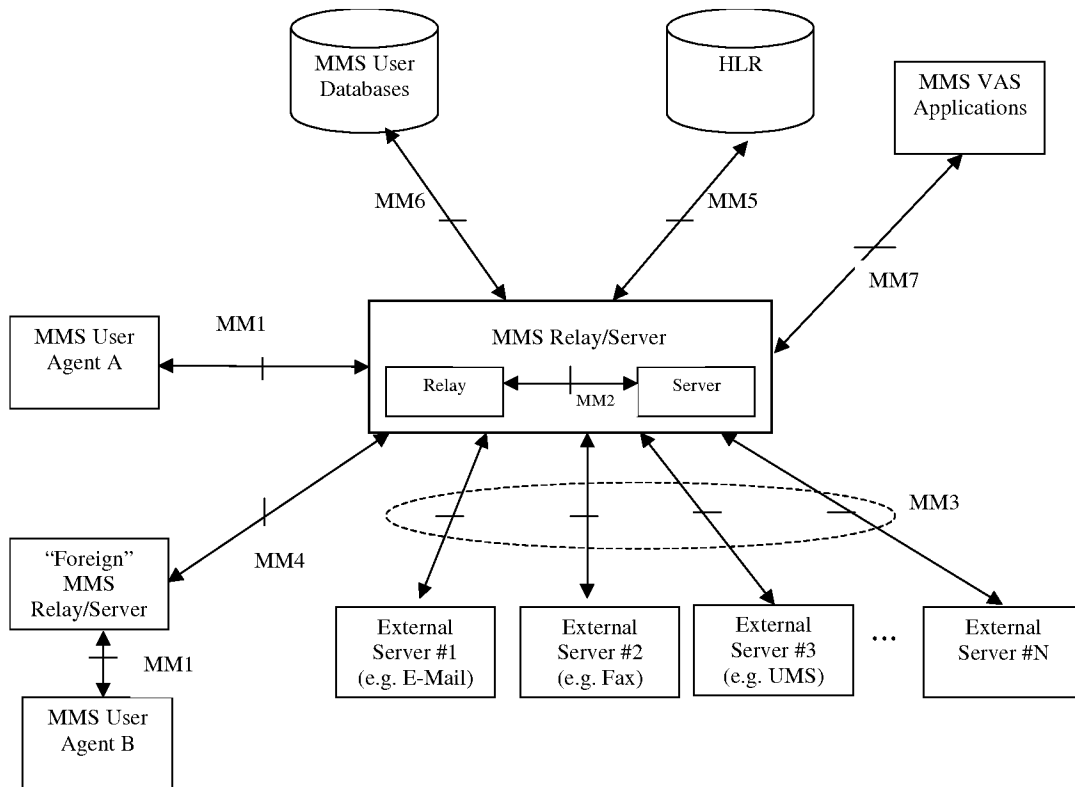 MMS User
Databases
HLR
MMS VAS
Applications
MM6
MM5
MM7
MMS User
Agent A
MM1
MMS Relay/Server
Relay
MM2
Server
MM3
MM4
“Foreign”
MMS
Relay/Server
MM1
MMS User
Agent B
External
Server #1
(e.g. E-Mail)
External
Server #2
(e.g. Fax)
External
Server #3
(e.g. UMS)
...
External
Server #N